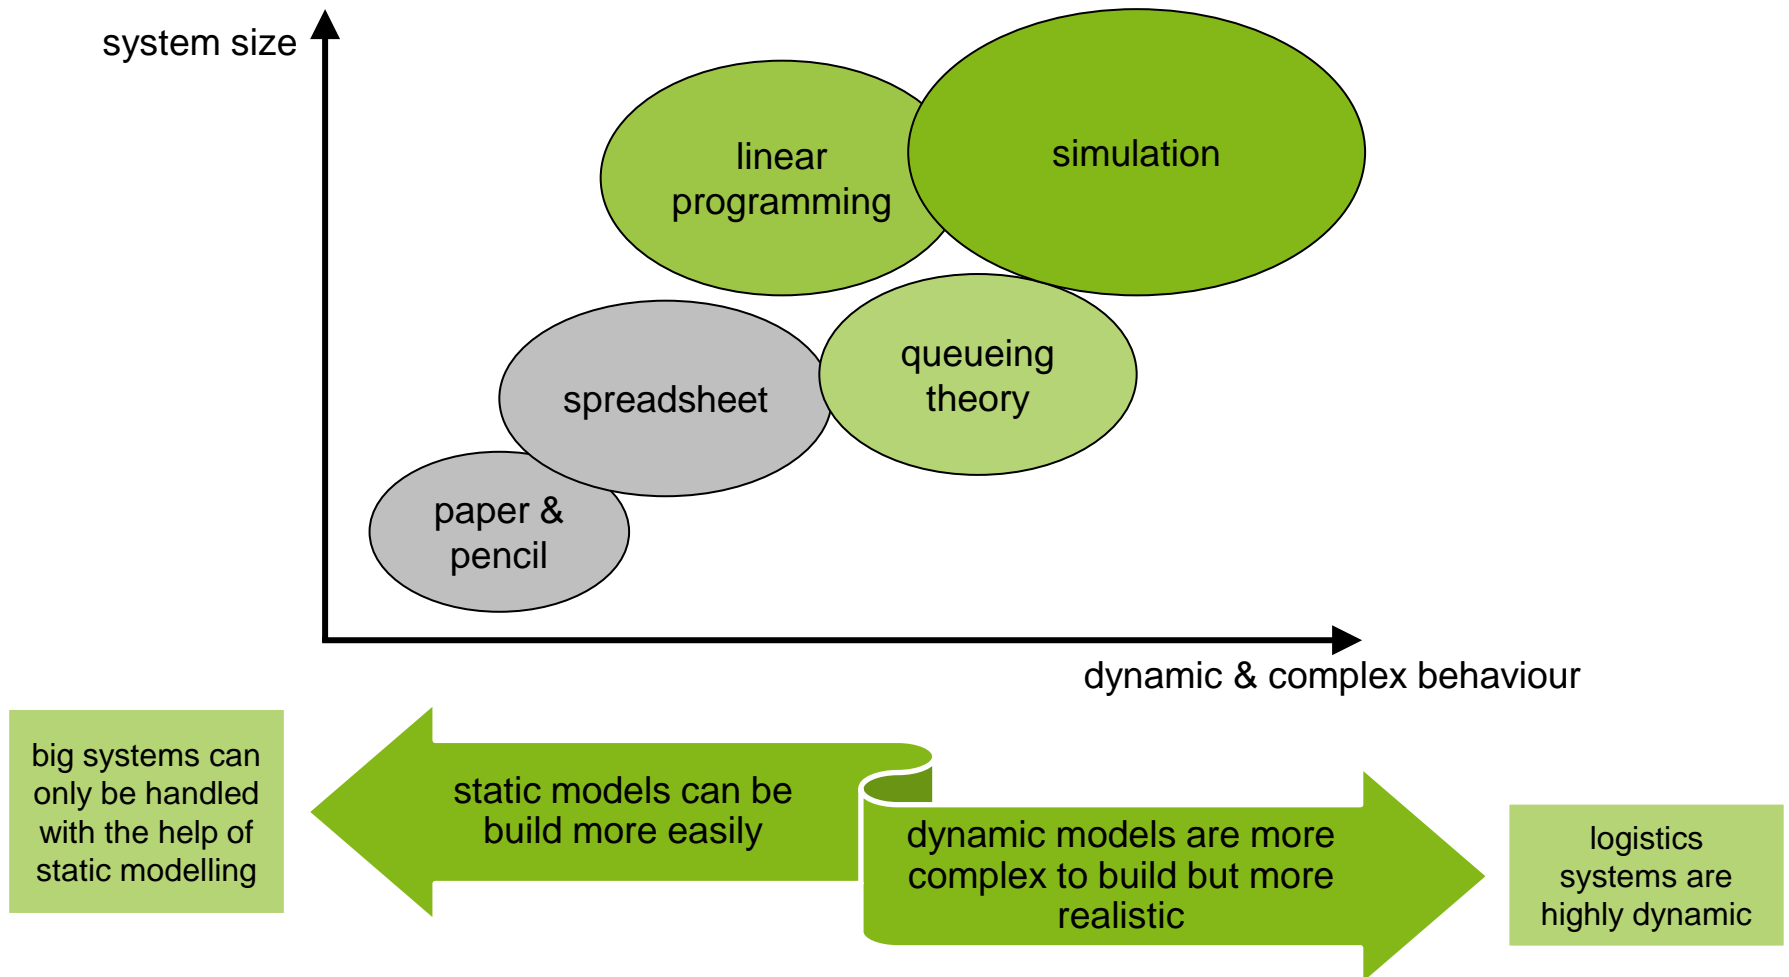 system size
linear
programming
simulation
spreadsheet
queueing
theory
paper &
pencil
dynamic & complex behaviour
big systems can
only be handled
with the help of
static modelling
static models can be
build more easily
dynamic models are more
complex to build but more
realistic
logistics
systems are
highly dynamic